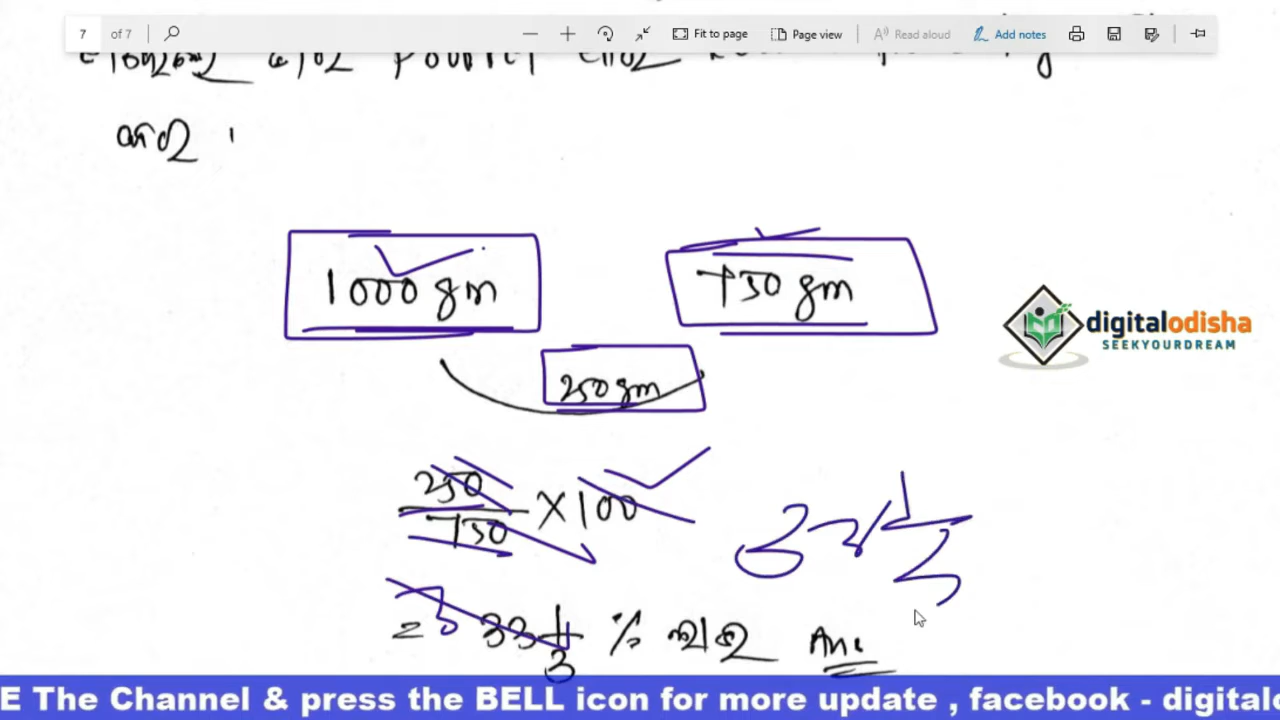 7 of 7 Fit to page Page view Read aloud Add notes
1000 gm 750 gm
digitalodisha
SEEKYOURDREAM
250 gm
250/750 × 100
33 1/3
= 33 1/3 % ଲାଭ Ans
E The Channel & press the BELL icon for more update , facebook - digital